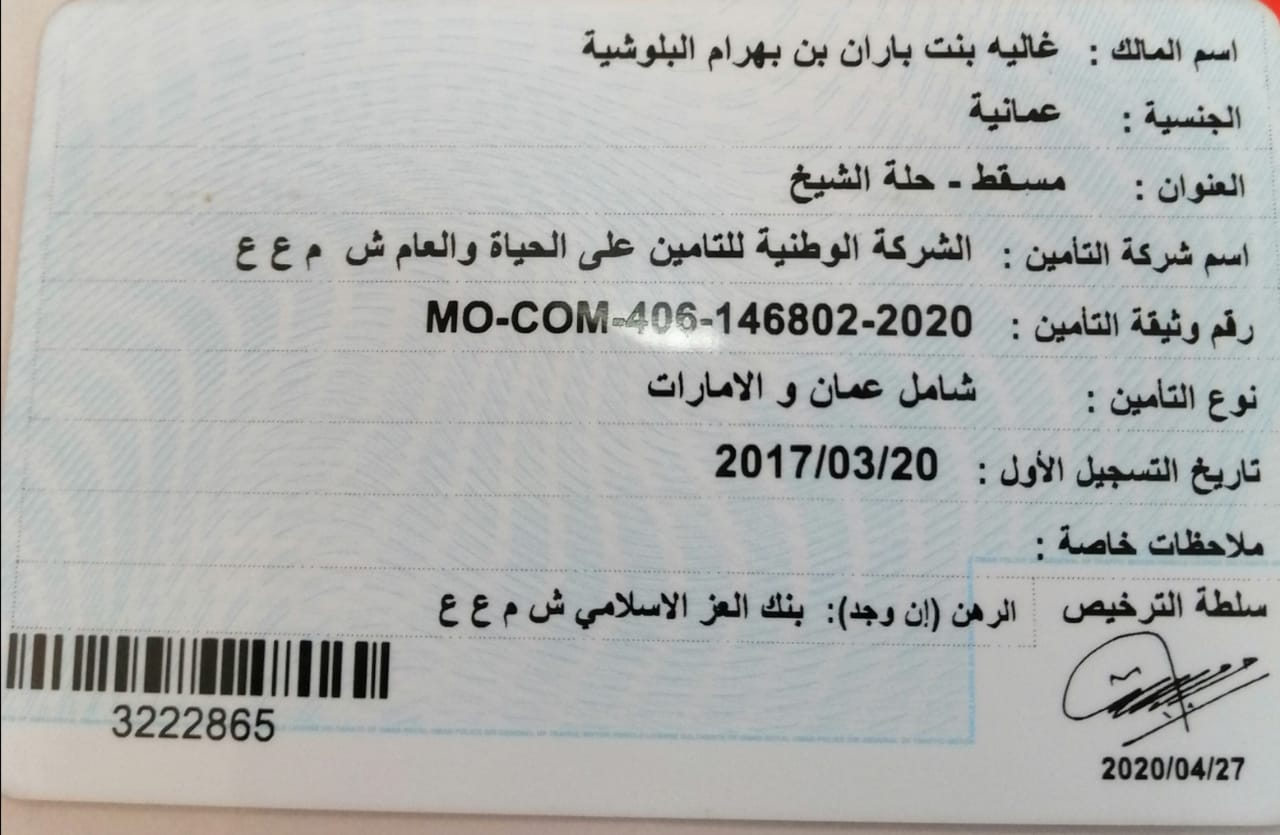 اسم المالك : غاليه بنت باران بن بهرام البلوشية
الجنسية : عمانية
العنوان : مسقط - حلة الشيخ
اسم شركة التأمين : الشركة الوطنية للتامين على الحياة والعام ش م ع ع
رقم وثيقة التأمين : MO-COM-406-146802-2020
نوع التأمين : شامل عمان و الامارات
تاريخ التسجيل الأول : 2017/03/20
ملاحظات خاصة :
سلطة الترخيص
الرهن (إن وجد): بنك العز الاسلامي ش م ع ع
3222865
2020/04/27